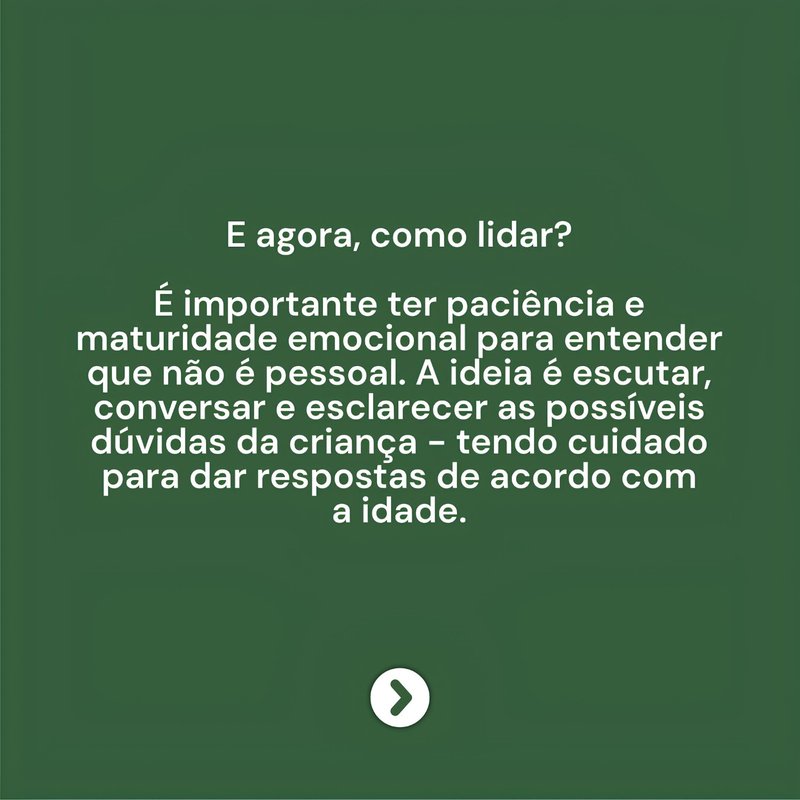 E agora, como lidar?
É importante ter paciência e
maturidade emocional para entender
que não é pessoal. A ideia é escutar,
conversar e esclarecer as possíveis
dúvidas da criança - tendo cuidado
para dar respostas de acordo com
a idade.